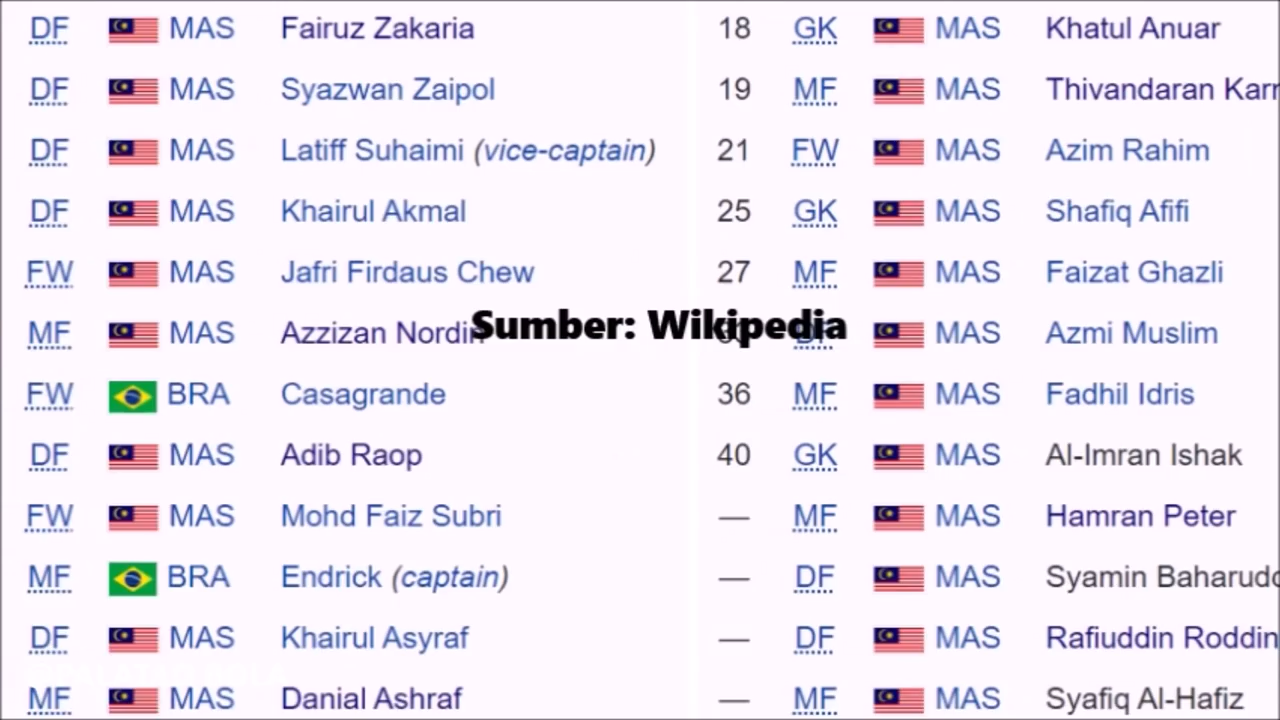 DF MAS Fairuz Zakaria 18 GK MAS Khatul Anuar
DF MAS Syazwan Zaipol 19 MF MAS Thivandaran
DF MAS Latiff Suhaimi (vice-captain) 21 FW MAS Azim Rahim
DF MAS Khairul Akmal 25 GK MAS Shafiq Afifi
FW MAS Jafri Firdaus Chew 27 MF MAS Faizat Ghazli
MF MAS Azzizan Nordin MAS Azmi Muslim
Sumber: Wikipedia
FW BRA Casagrande 36 MF MAS Fadhil Idris
DF MAS Adib Raop 40 GK MAS Al-Imran Ishak
FW MAS Mohd Faiz Subri — MF MAS Hamran Peter
MF BRA Endrick (captain) — DF MAS Syamin
DF MAS Khairul Asyraf — DF MAS Rafiuddin Roddin
MF MAS Danial Ashraf — MF MAS Syafiq Al-Hafiz